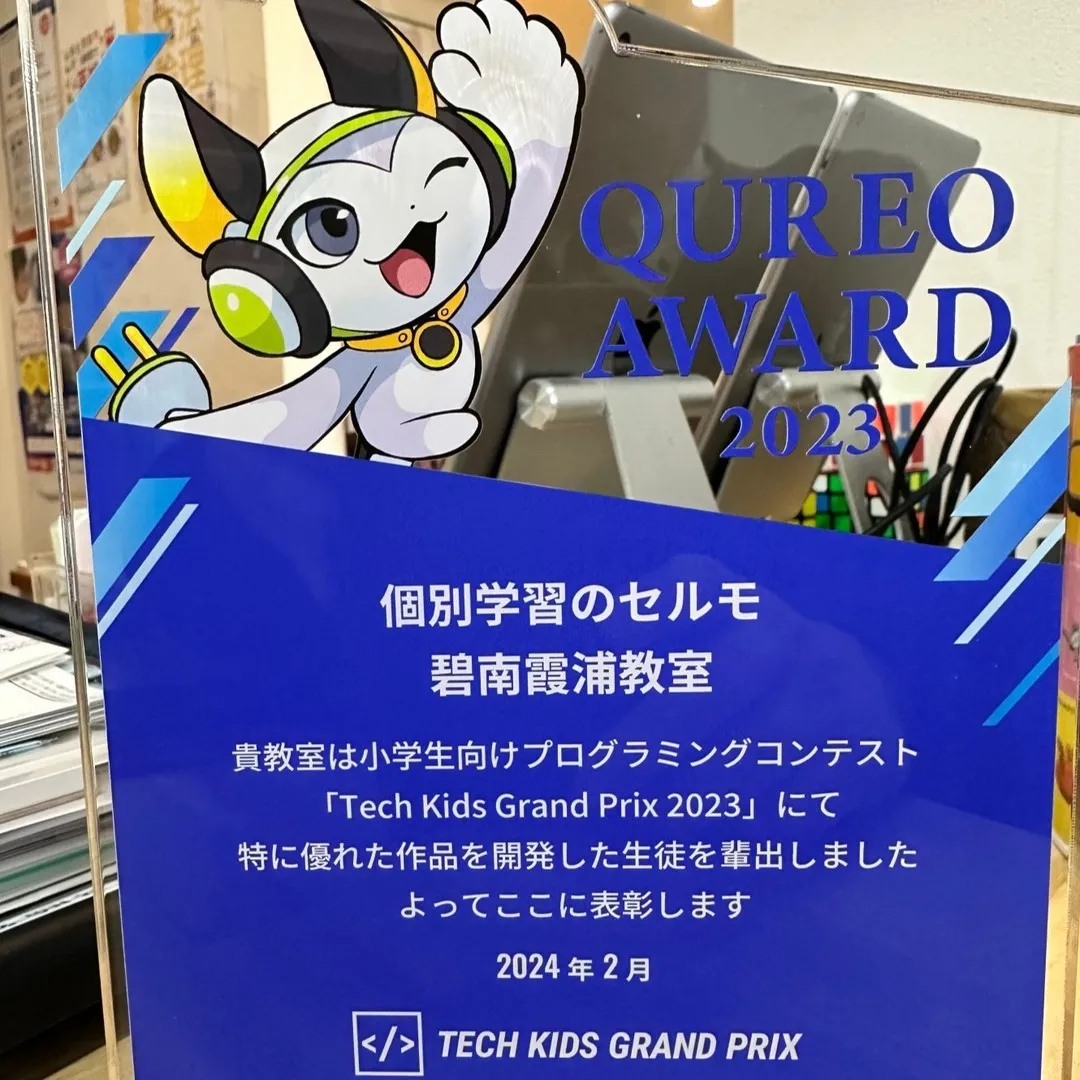 QUREO
AWARD
2023
個別学習のセルモ
碧南霞浦教室
貴教室は小学生向けプログラミングコンテスト
「Tech Kids Grand Prix 2023」にて
特に優れた作品を開発した生徒を輩出しました
よってここに表彰します
2024年2月
</> TECH KIDS GRAND PRIX